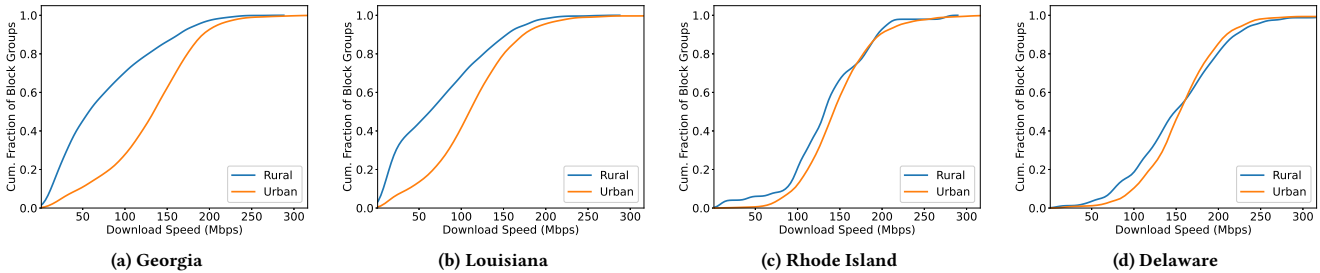 Cum. Fraction of Block Groups
1.0
0.8
0.6
0.4
0.2
0.0
50 100 150 200 250 300
Download Speed (Mbps)
Rural
Urban
(a) Georgia
Cum. Fraction of Block Groups
1.0
0.8
0.6
0.4
0.2
0.0
50 100 150 200 250 300
Download Speed (Mbps)
Rural
Urban
(b) Louisiana
Cum. Fraction of Block Groups
1.0
0.8
0.6
0.4
0.2
0.0
50 100 150 200 250 300
Download Speed (Mbps)
Rural
Urban
(c) Rhode Island
Cum. Fraction of Block Groups
1.0
0.8
0.6
0.4
0.2
0.0
50 100 150 200 250 300
Download Speed (Mbps)
Rural
Urban
(d) Delaware